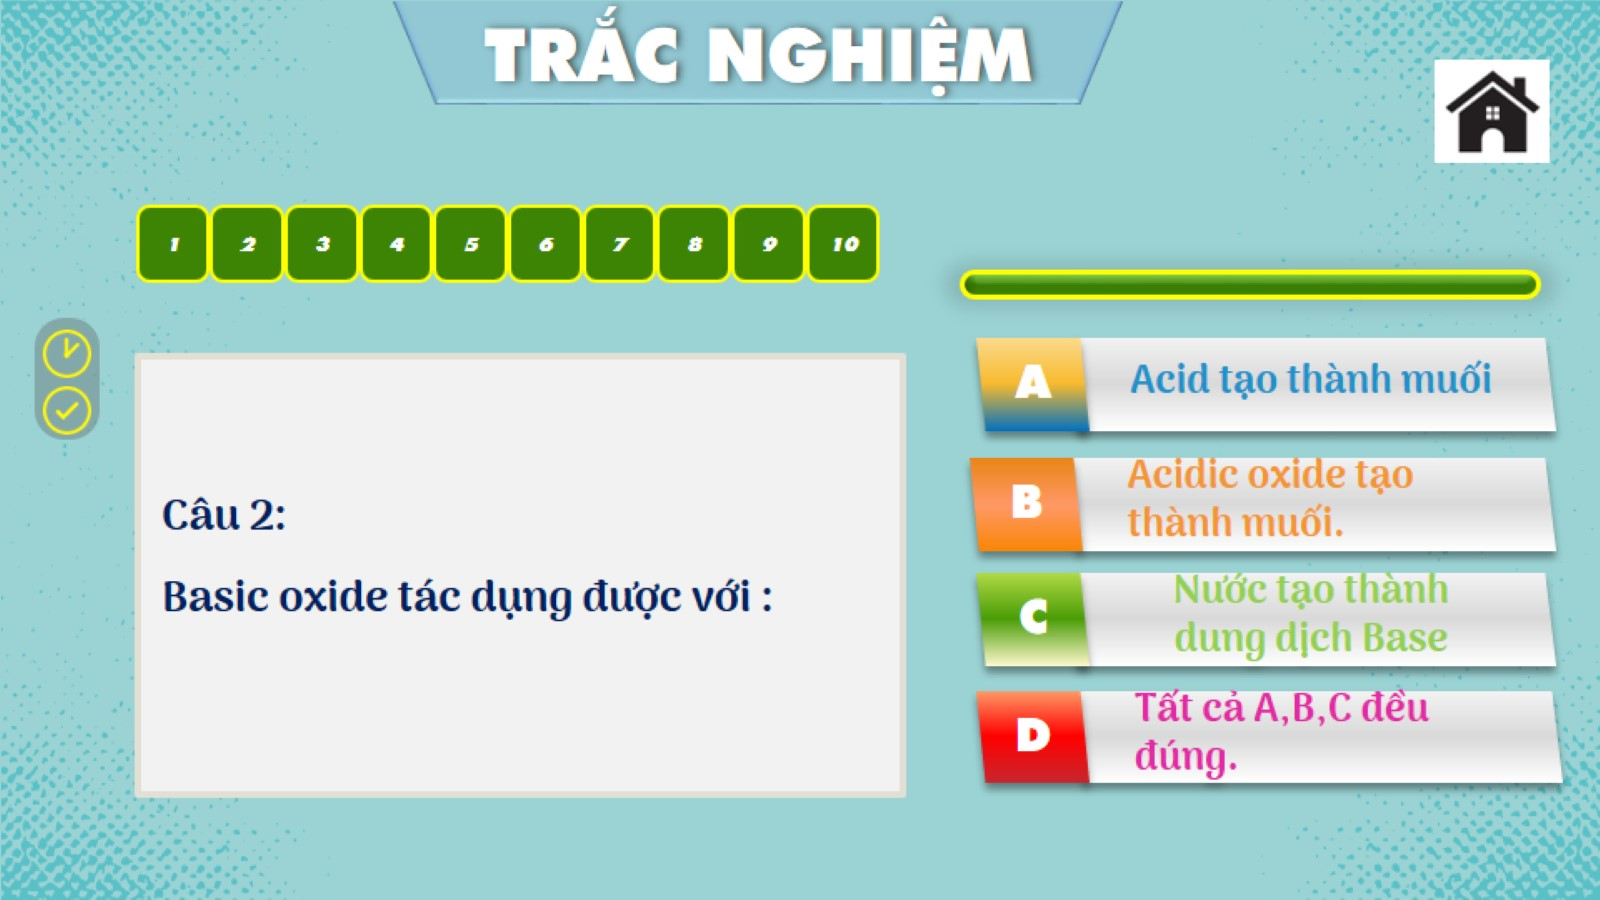 TRẮC NGHIỆM
1 2 3 4 5 6 7 8 9 10
Câu 2:
Basic oxide tác dụng được với :
A Acid tạo thành muối
B Acidic oxide tạo
thành muối.
C Nước tạo thành
dung dịch Base
D Tất cả A,B,C đều
đúng.